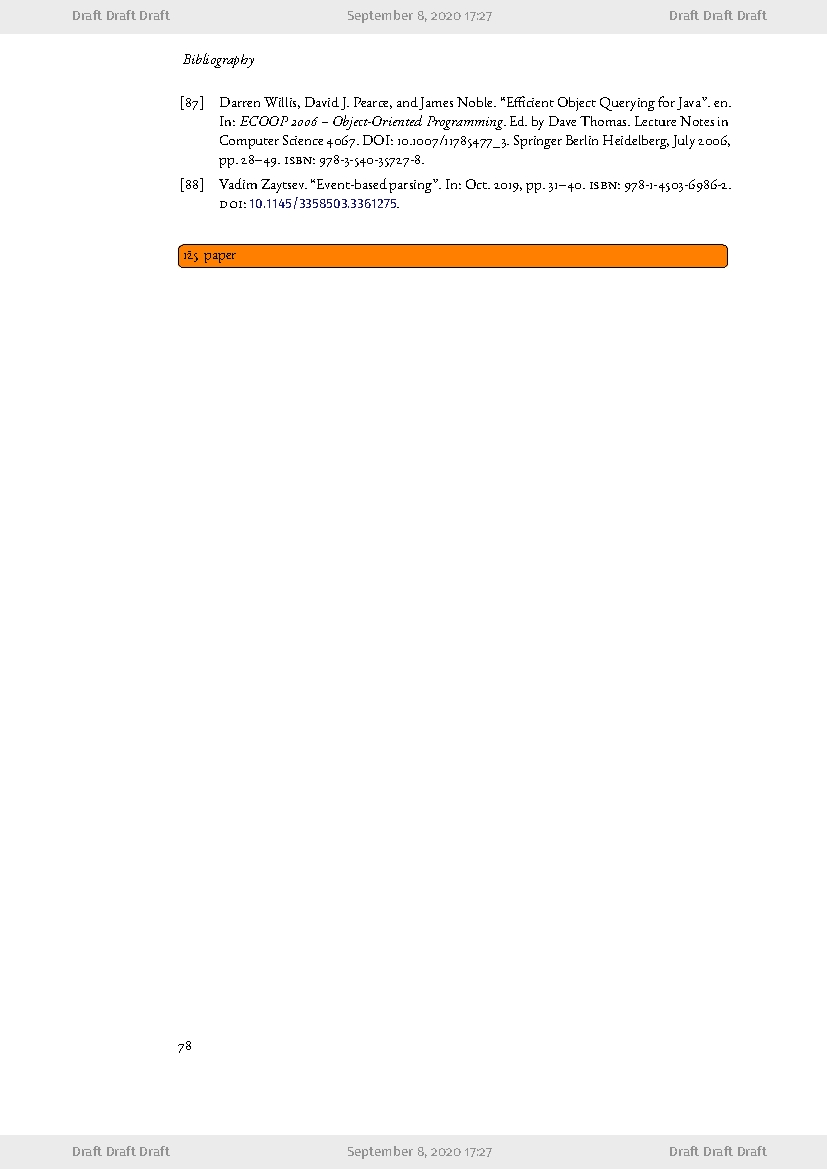 Draft Draft Draft September 8, 2020 17:27 Draft Draft Draft
Bibliography
[87] Darren Willis, David J. Pearce, and James Noble. “Efficient Object Querying for Java”. en.
In: ECOOP 2006 – Object-Oriented Programming. Ed. by Dave Thomas. Lecture Notes in
Computer Science 4067. DOI: 10.1007/11785477_3. Springer Berlin Heidelberg, July 2006,
pp. 28–49. ISBN: 978-3-540-35727-8.
[88] Vadim Zaytsev. “Event-based parsing”. In: Oct. 2019, pp. 31–40. ISBN: 978-1-4503-6986-2.
DOI: 10.1145/3358503.3361275.
paper
78
Draft Draft Draft September 8, 2020 17:27 Draft Draft Draft